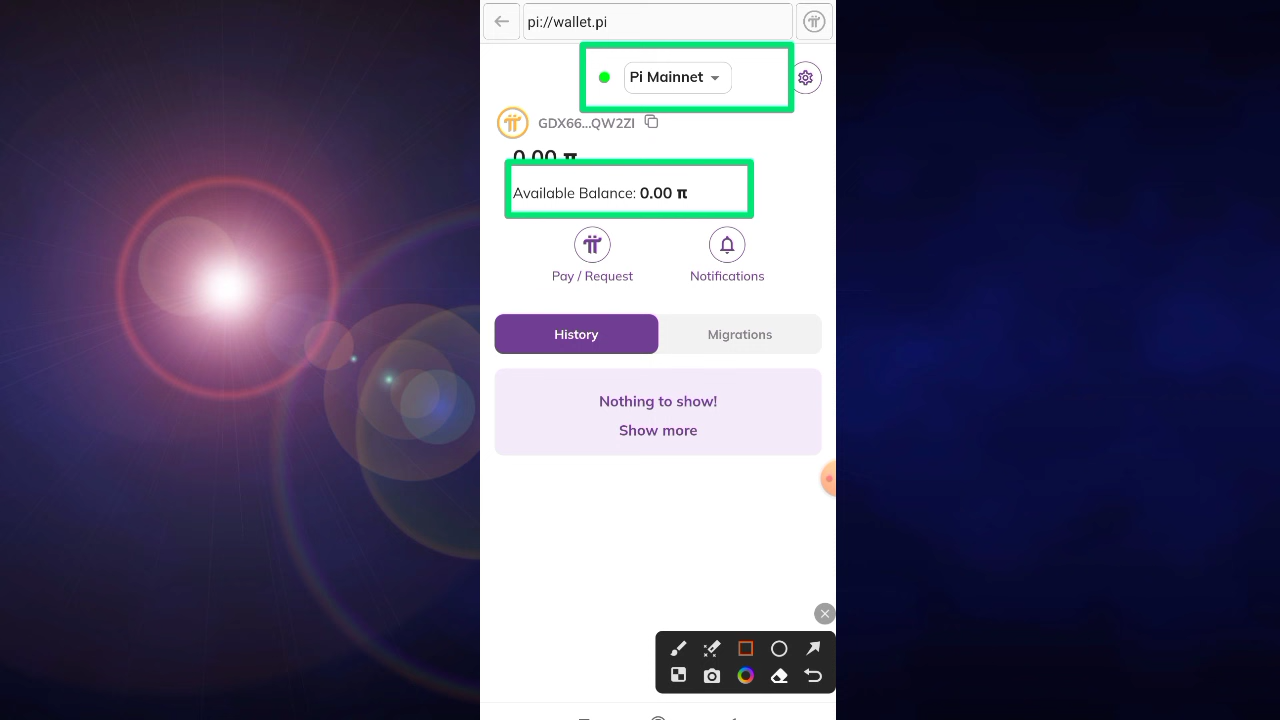 pi://wallet.pi
Pi Mainnet
GDX66...QW2ZI
0.00 π
Available Balance: 0.00 π
Pay / Request
Notifications
History
Migrations
Nothing to show!
Show more